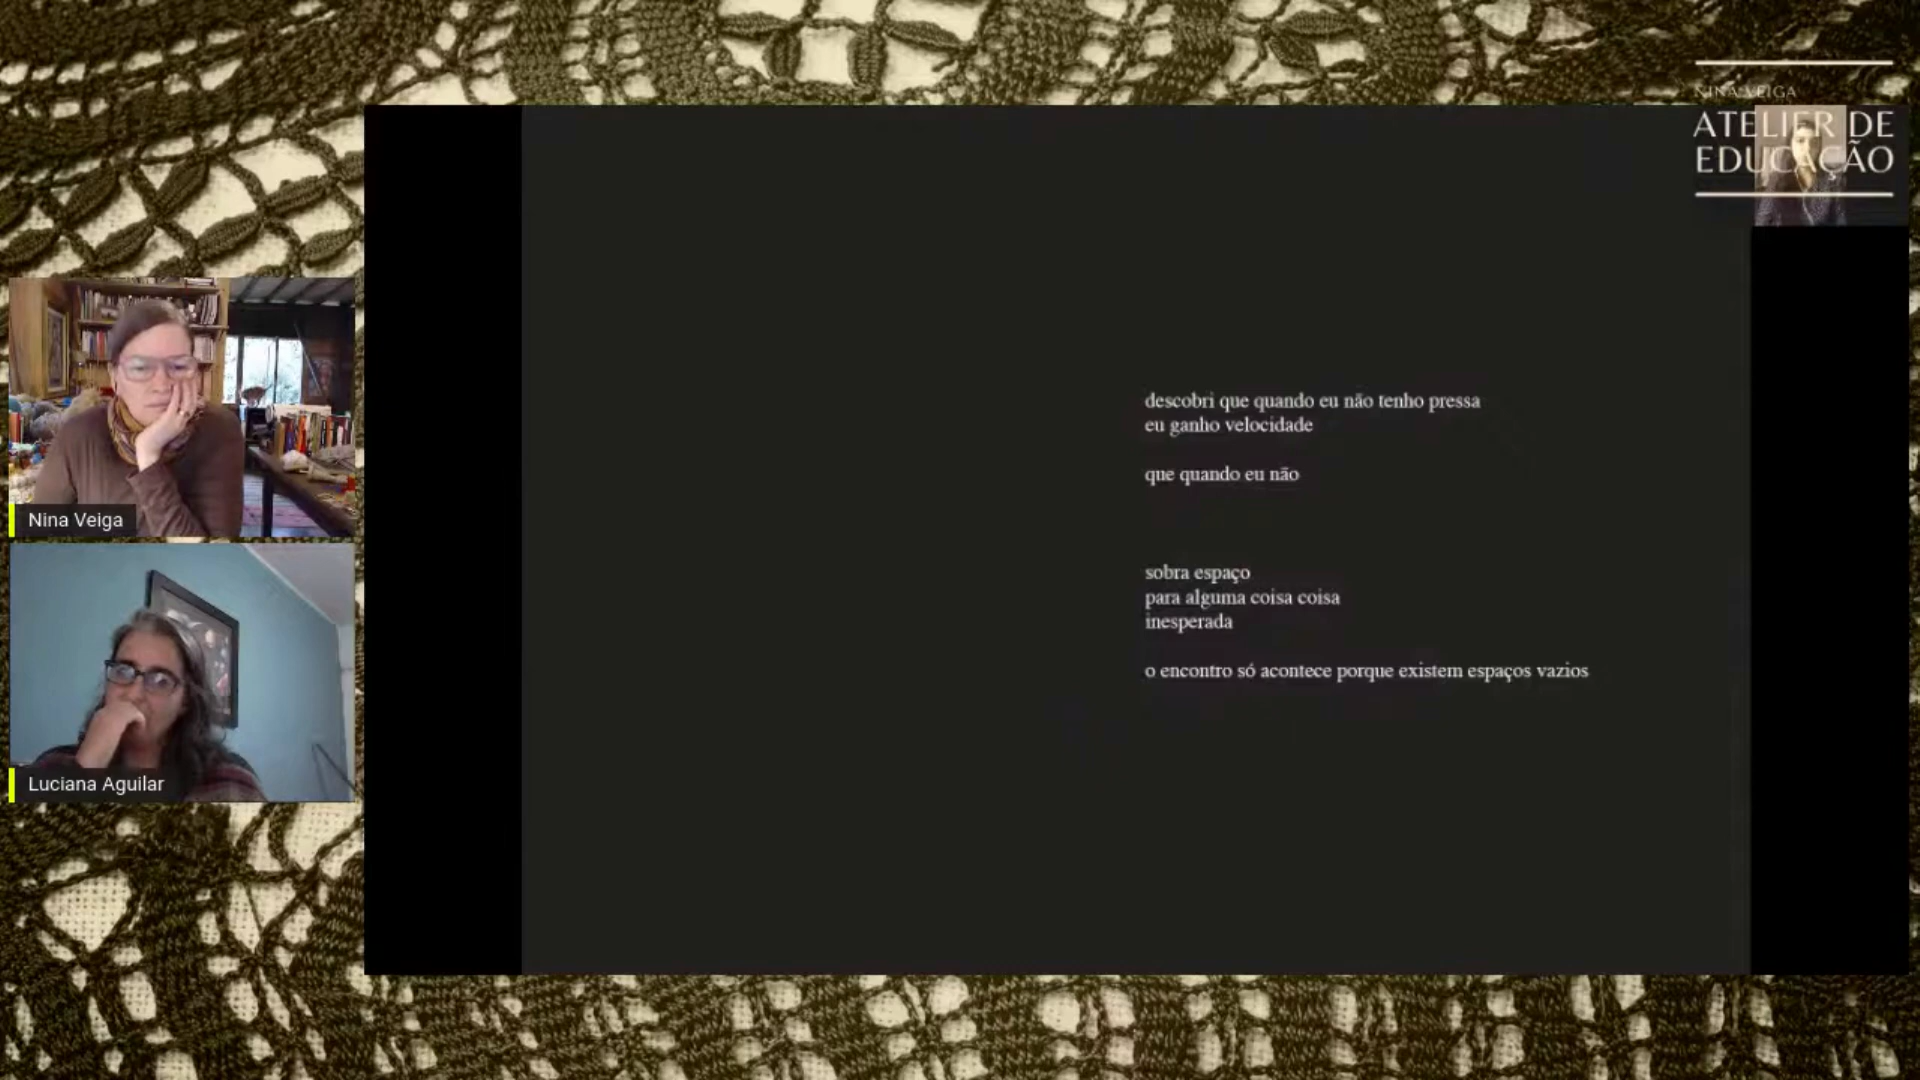 NINA VEIGA
ATELIER DE
EDUCAÇÃO
descobri que quando eu não tenho pressa
eu ganho velocidade
que quando eu não
sobra espaço
para alguma coisa coisa
inesperada
o encontro só acontece porque existem espaços vazios
Nina Veiga
Luciana Aguilar